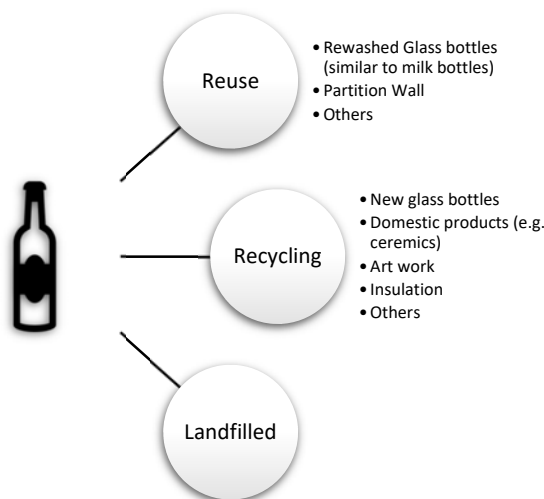 Reuse
• Rewashed Glass bottles
(similar to milk bottles)
• Partition Wall
• Others
Recycling
• New glass bottles
• Domestic products (e.g.
ceremics)
• Art work
• Insulation
• Others
Landfilled